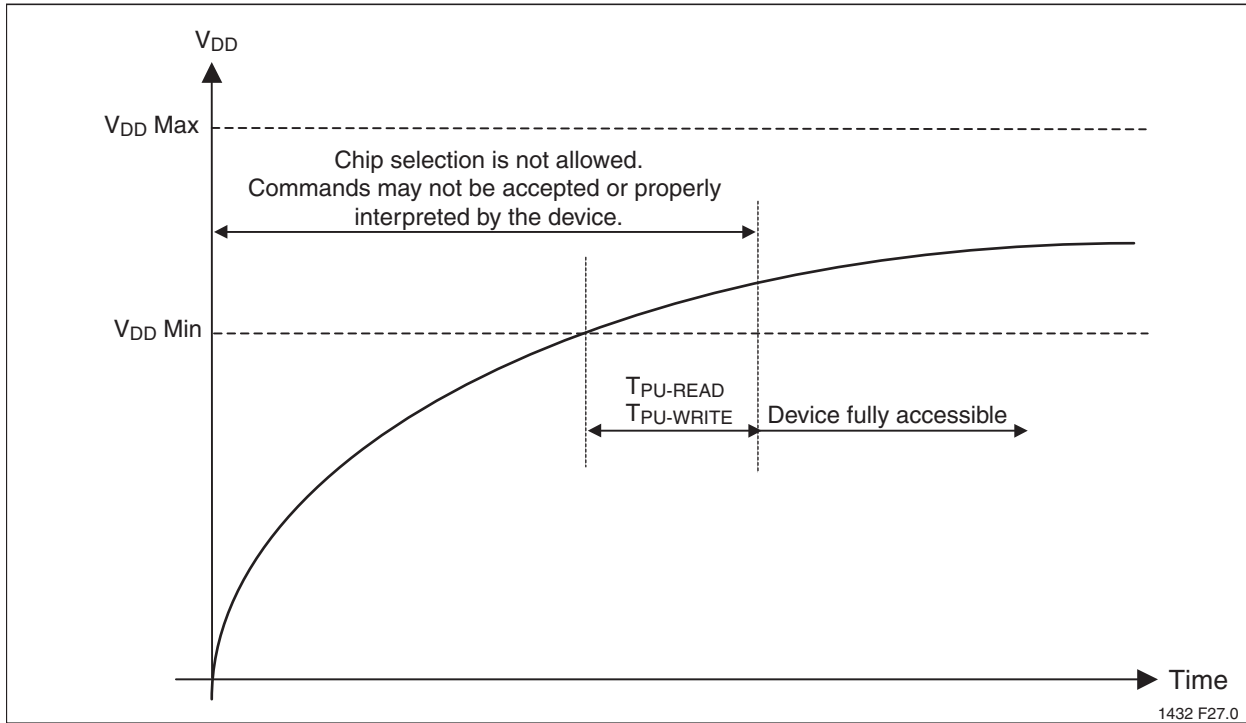 VDD
VDD Max
Chip selection is not allowed.
Commands may not be accepted or properly
interpreted by the device.
VDD Min
TPU-READ
TPU-WRITE
Device fully accessible
Time
1432 F27.0